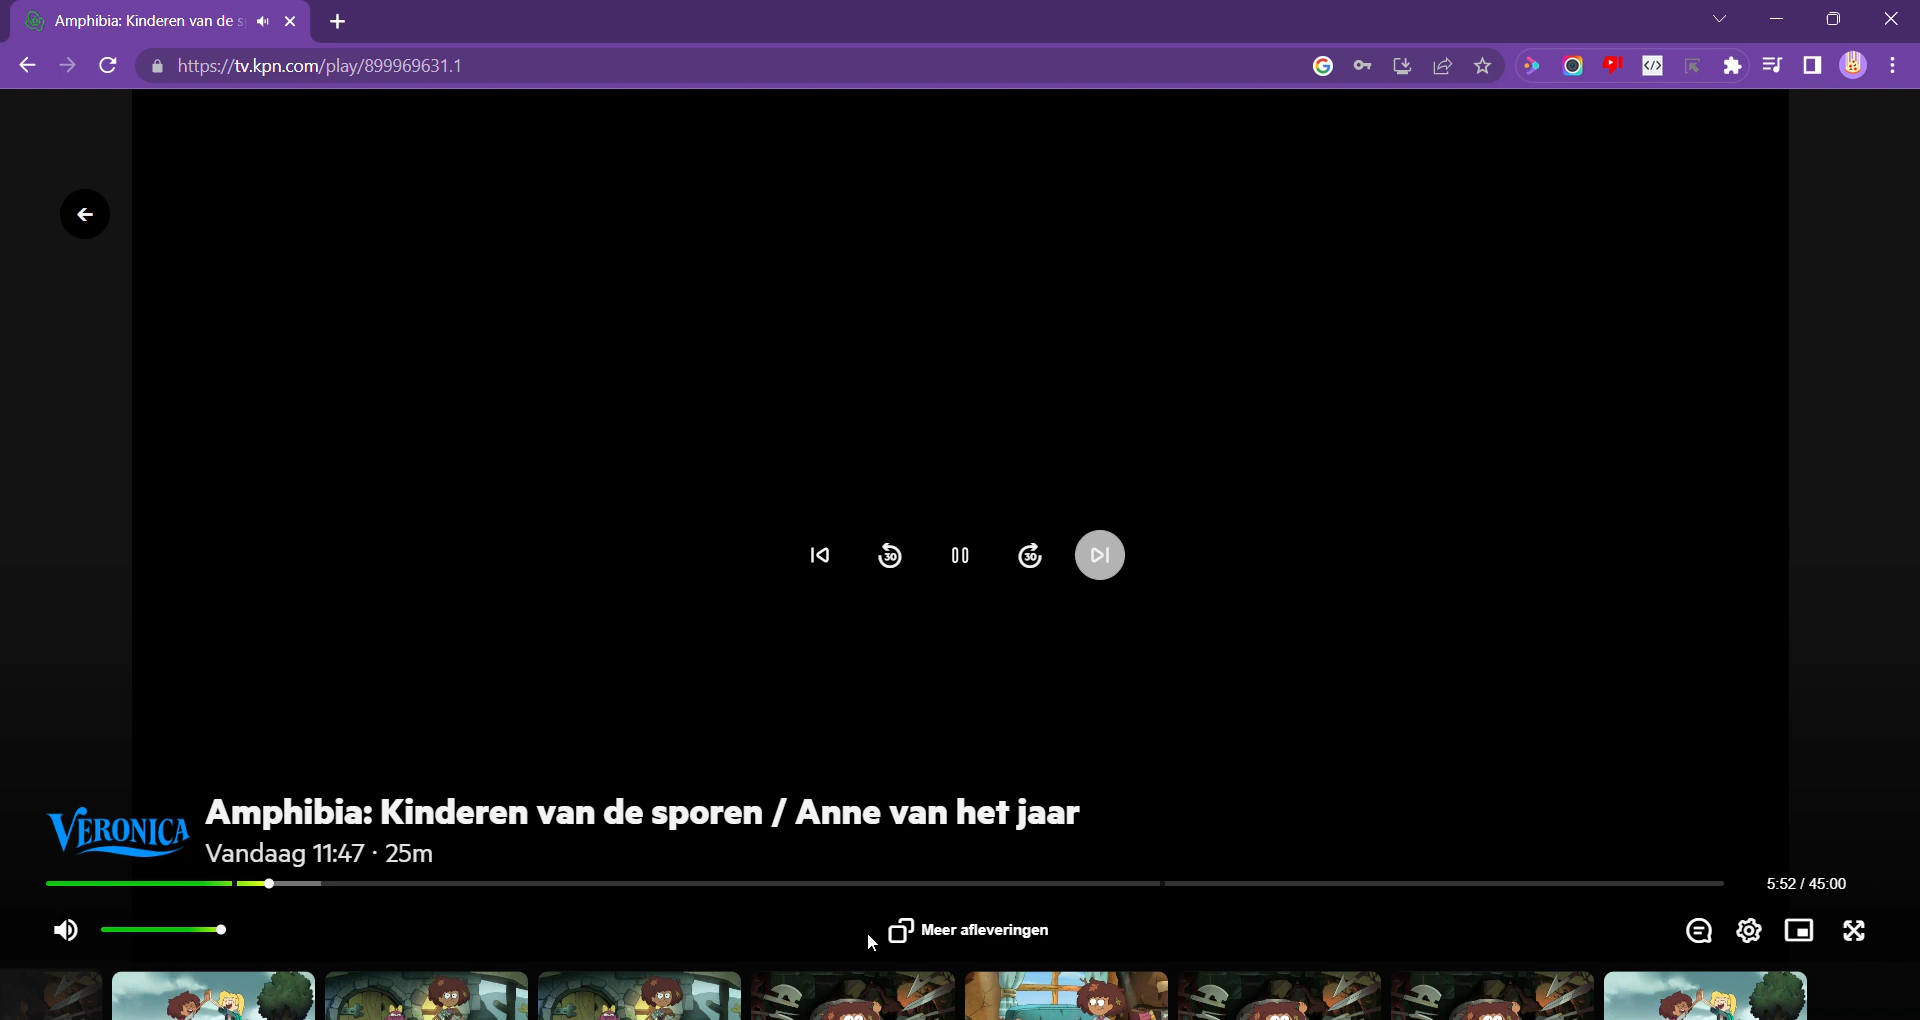 Amphibia: Kinderen van de s
https://tv.kpn.com/play/899969631.1
30
30
VERONICA
Amphibia: Kinderen van de sporen / Anne van het jaar
Vandaag 11:47 · 25m
5:52 / 45:00
Meer afleveringen